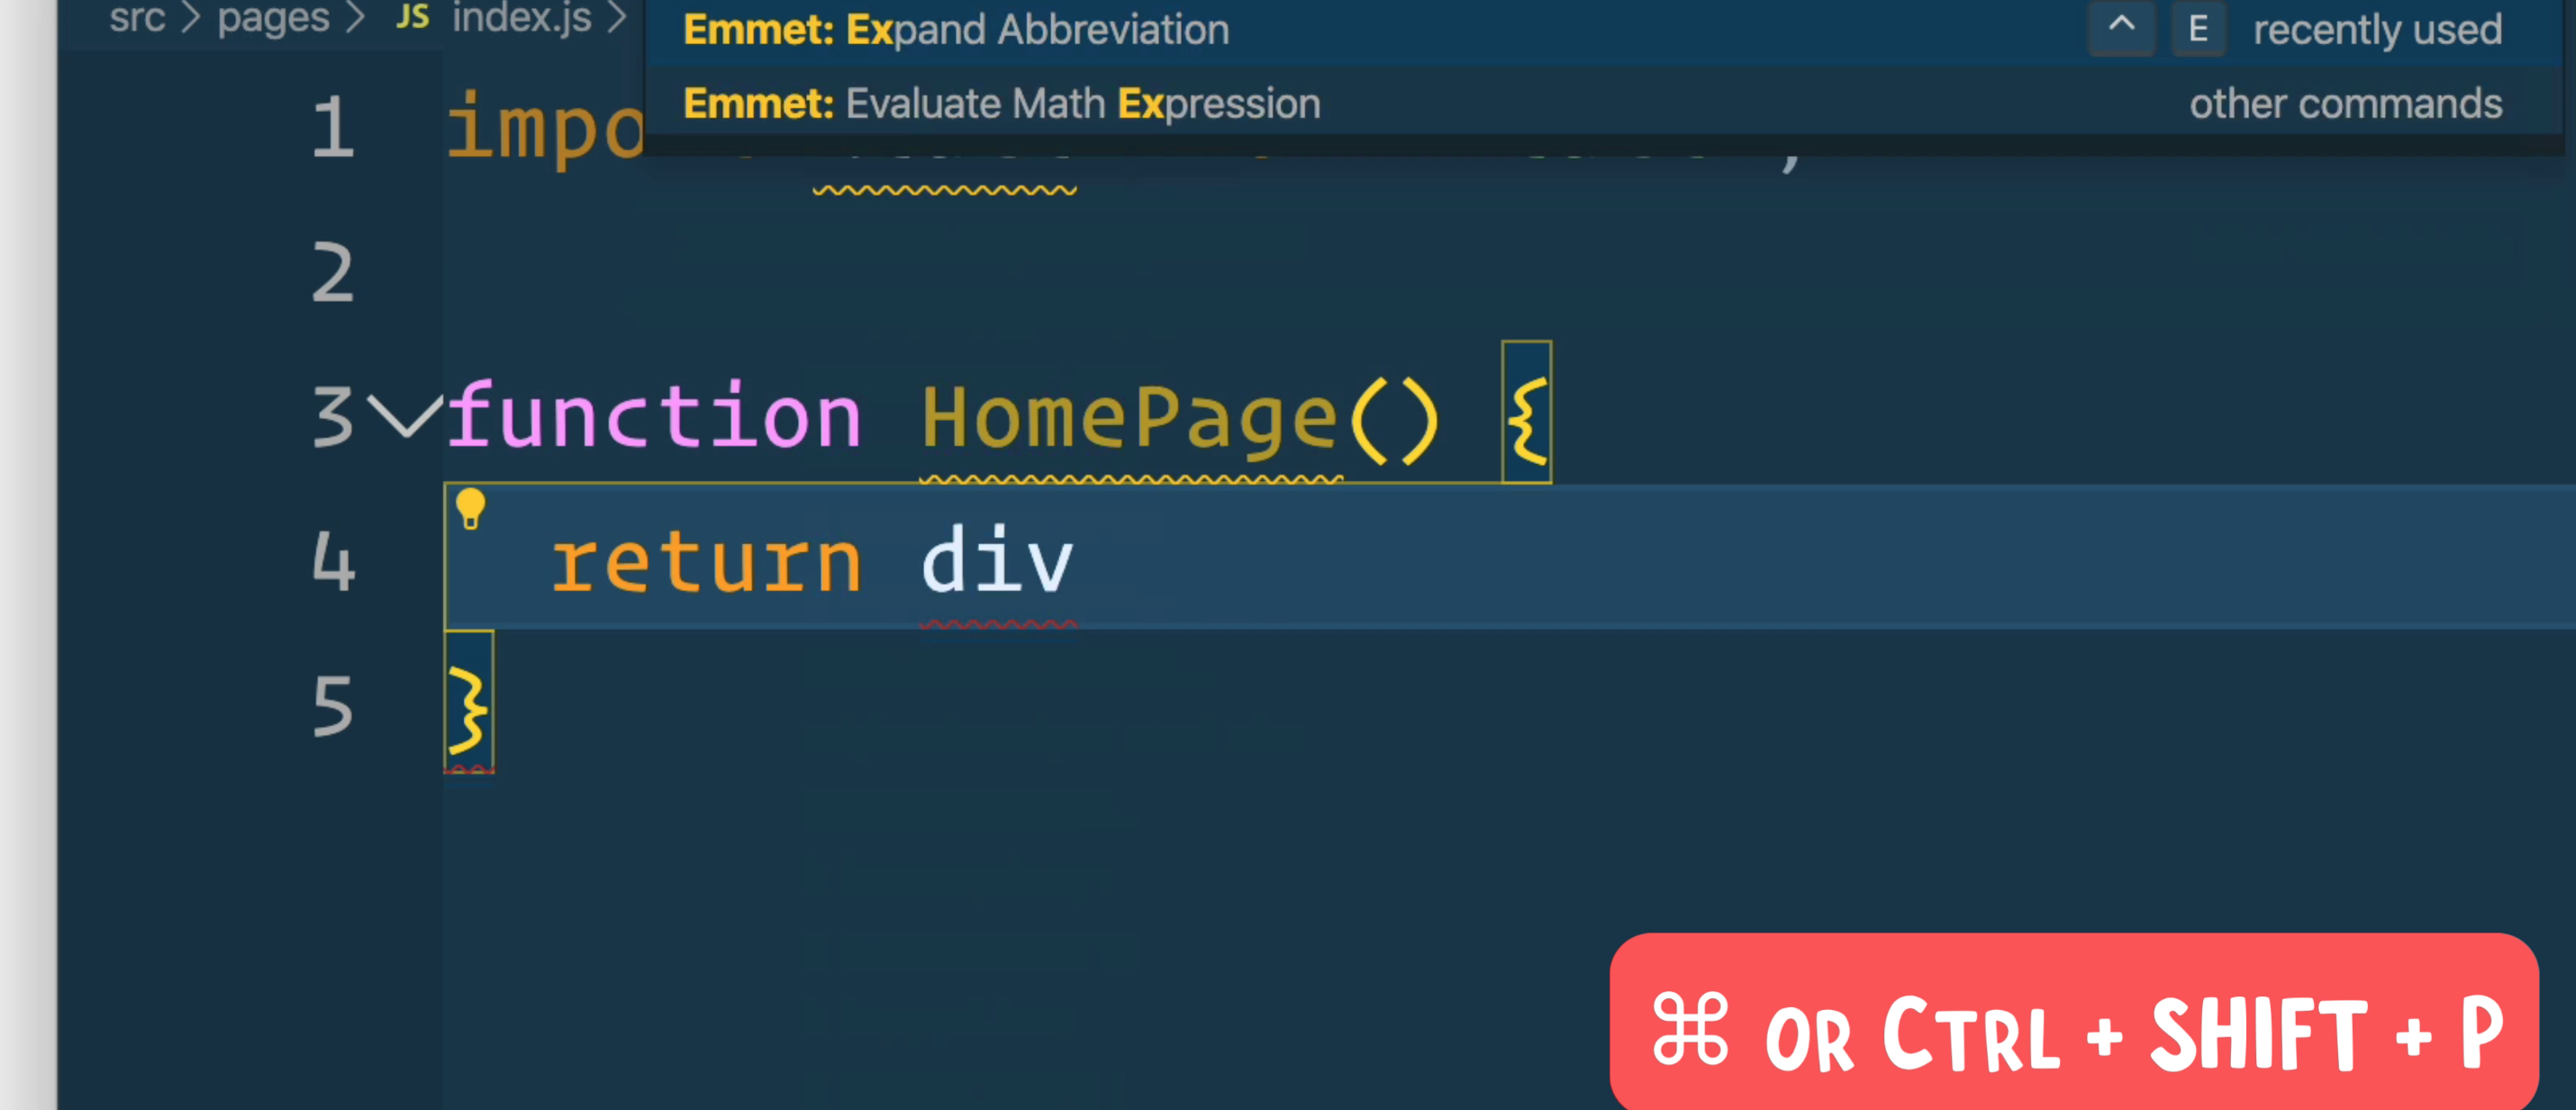 src > pages > JS index.js >
Emmet: Expand Abbreviation ^ E recently used
Emmet: Evaluate Math Expression other commands
1 impo
2
3 function HomePage() {
4 return div
5 }
⌘ OR CTRL + SHIFT + P